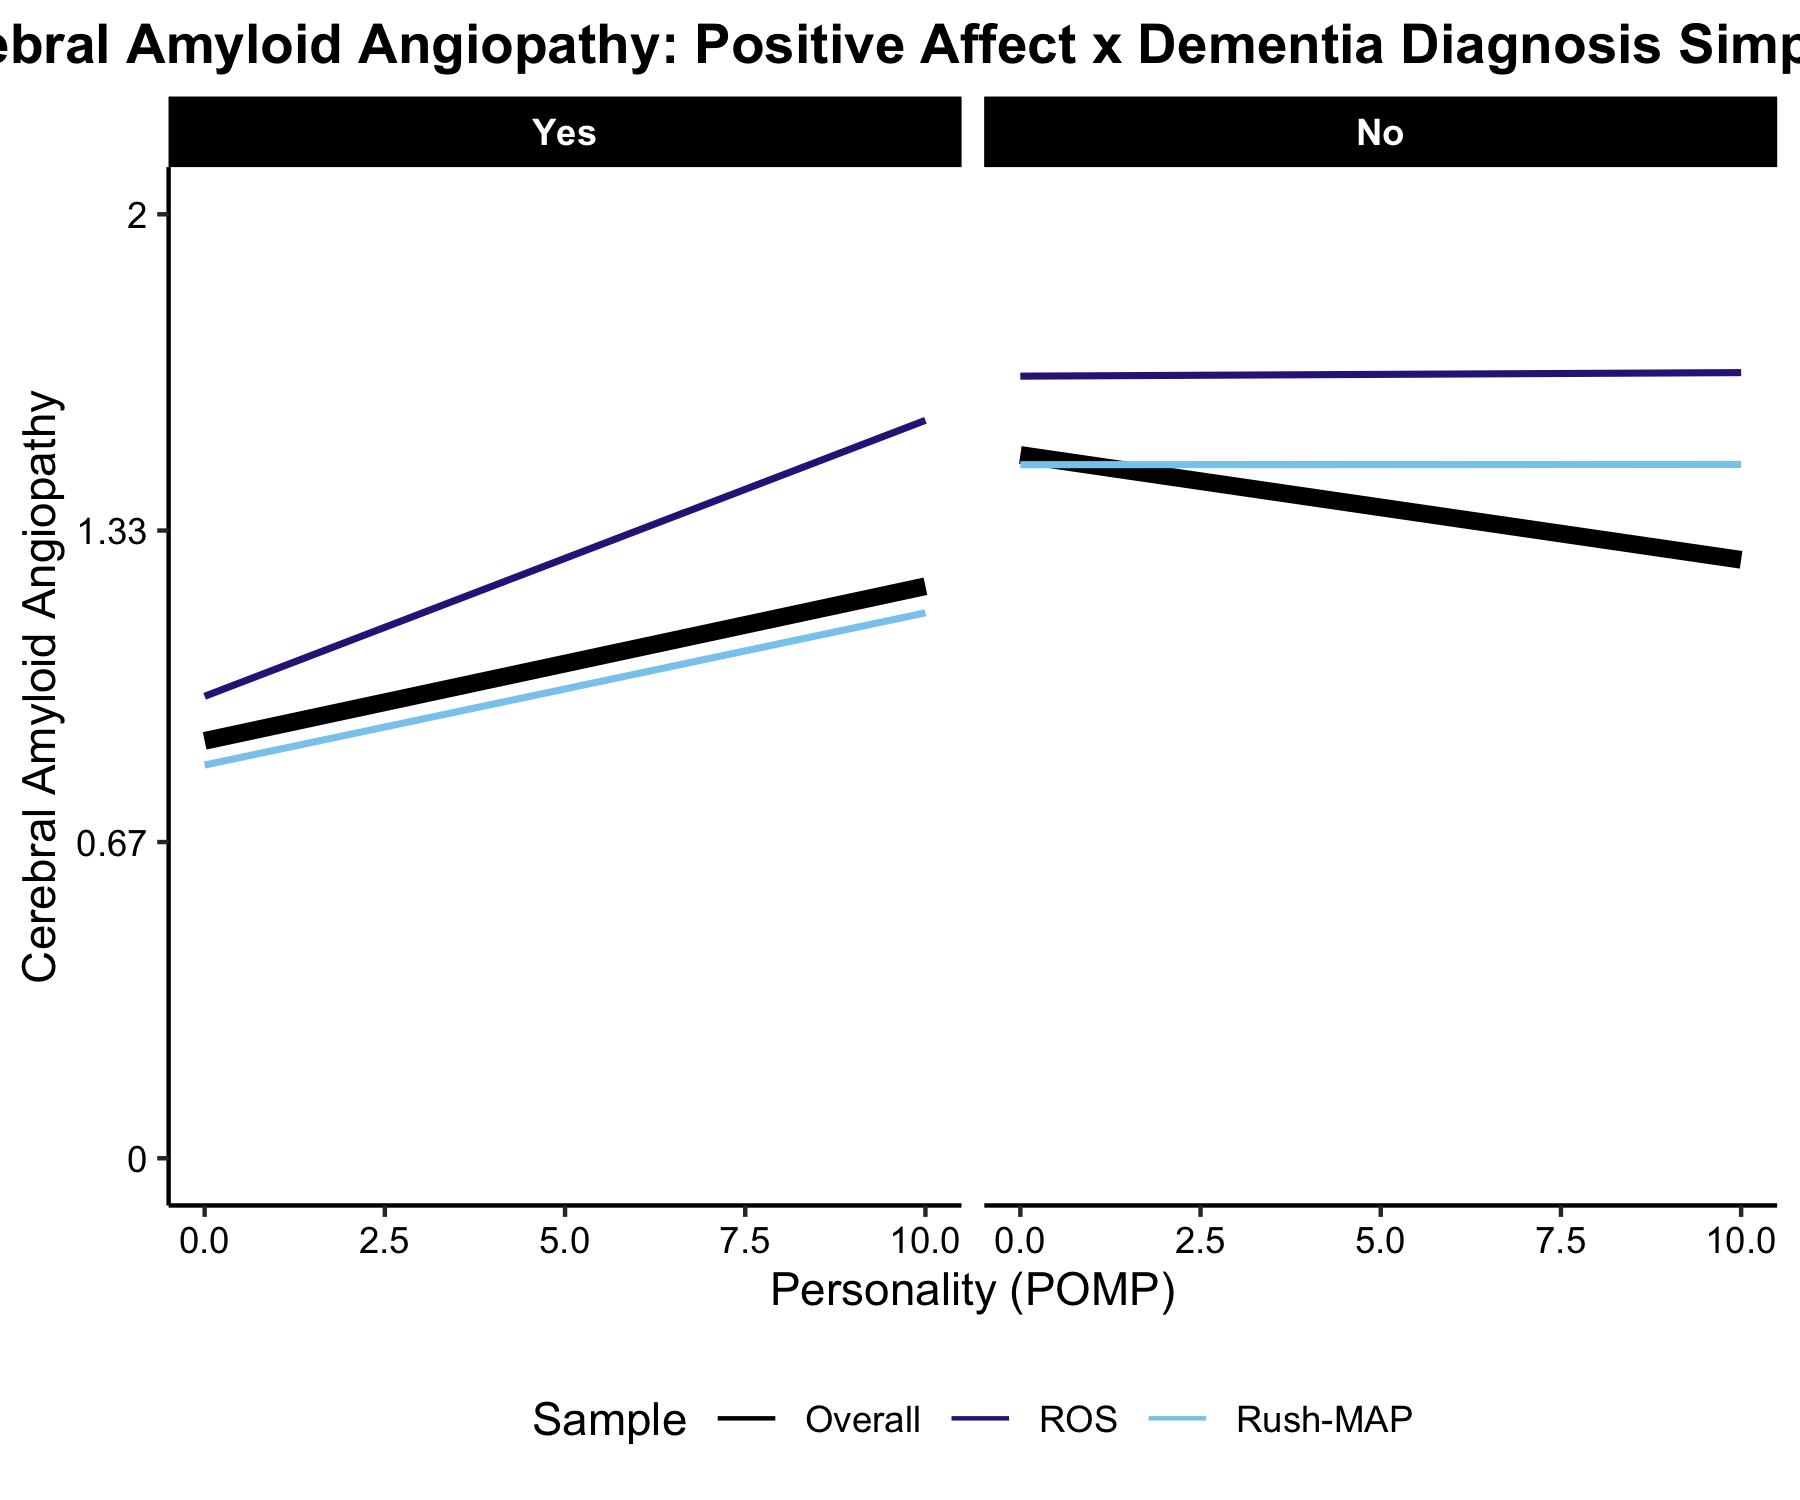 ebral Amyloid Angiopathy: Positive Affect x Dementia Diagnosis Simp
Yes
No
Cerebral Amyloid Angiopathy
2
1.33
0.67
0
0.0 2.5 5.0 7.5 10.0
0.0 2.5 5.0 7.5 10.0
Personality (POMP)
Sample Overall ROS Rush-MAP